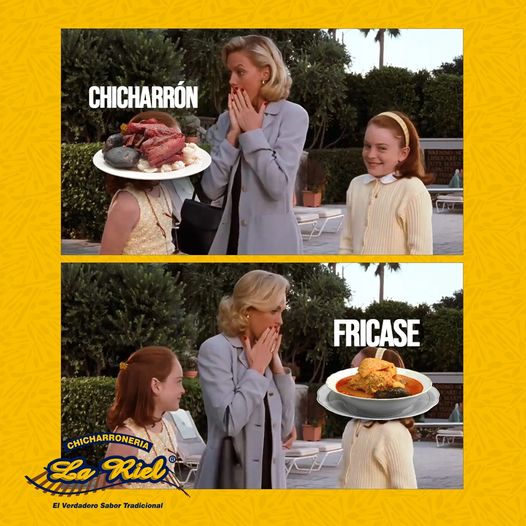 CHICHARRÓN
FRICASE
CHICHARRONERIA
La Riel ®
El Verdadero Sabor Tradicional